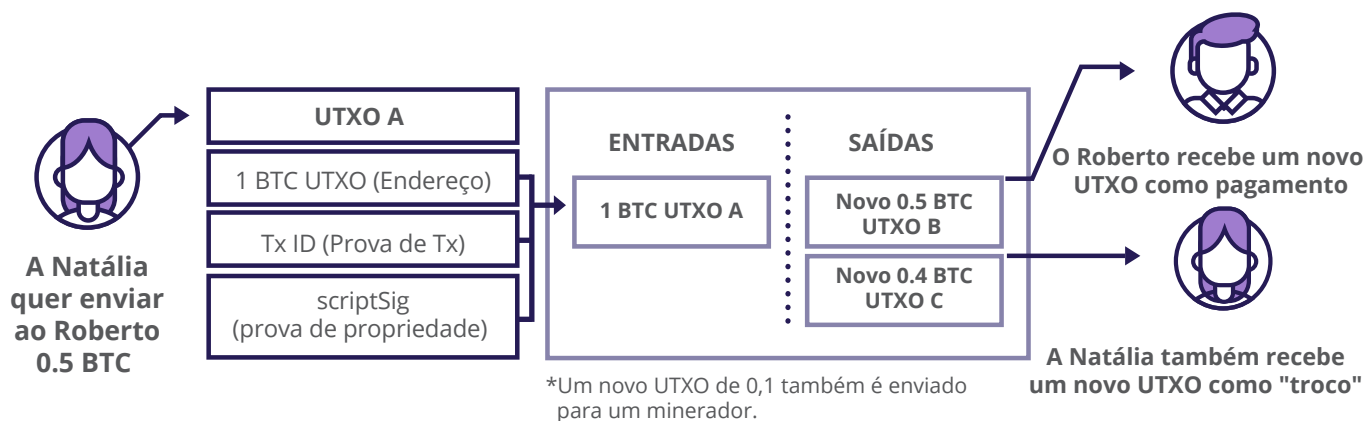 A Natália
quer enviar
ao Roberto
0.5 BTC
UTXO A
1 BTC UTXO (Endereço)
Tx ID (Prova de Tx)
scriptSig
(prova de propriedade)
ENTRADAS
1 BTC UTXO A
SAÍDAS
Novo 0.5 BTC
UTXO B
Novo 0.4 BTC
UTXO C
*Um novo UTXO de 0,1 também é enviado
para um minerador.
O Roberto recebe um novo
UTXO como pagamento
A Natália também recebe
um novo UTXO como "troco"